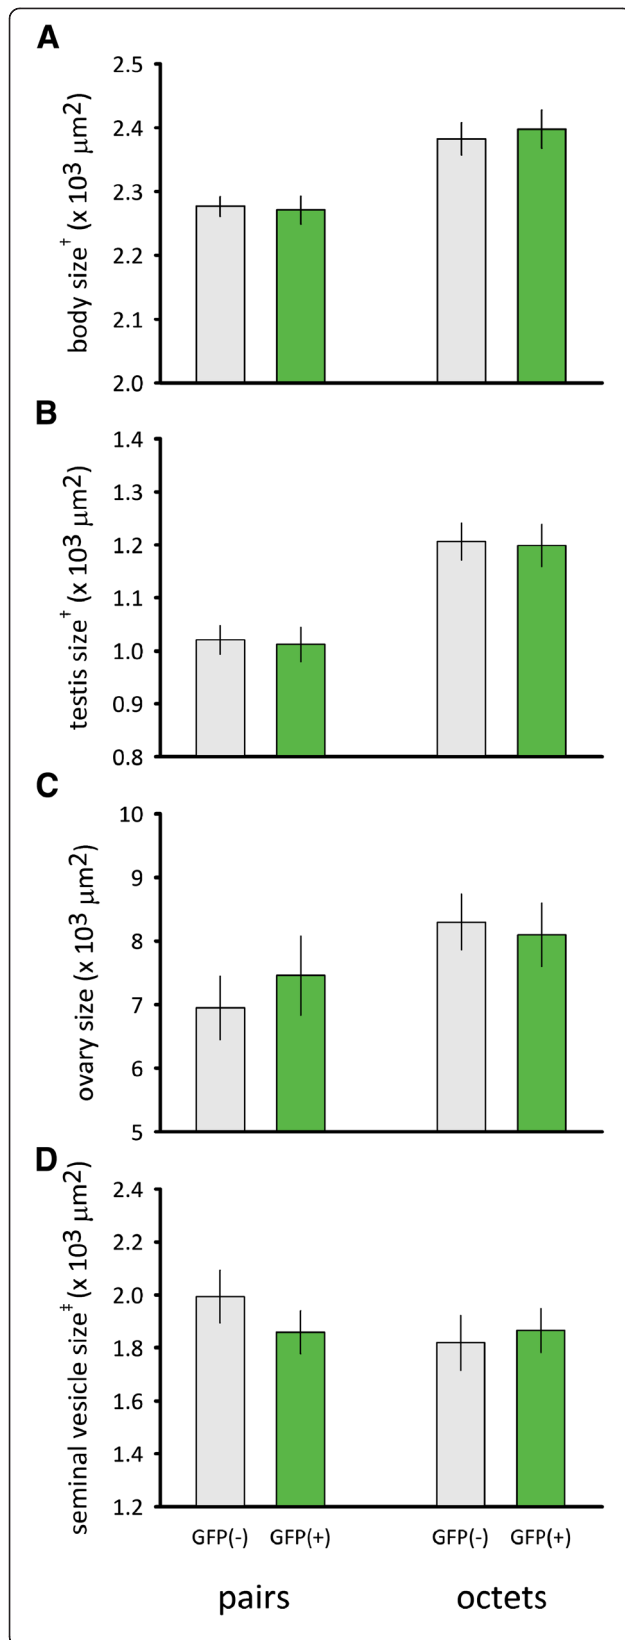 A
body size† (x 10³ μm2)
2.5
2.4
2.3
2.2
2.1
2.0
B
testis size† (x 10³ μm2)
1.4
1.3
1.2
1.1
1.0
0.9
0.8
C
ovary size (x 10³ μm2)
10
9
8
7
6
5
D
seminal vesicle size‡ (x 10³ μm2)
2.4
2.2
2.0
1.8
1.6
1.4
1.2
GFP(-) GFP(+) GFP(-) GFP(+)
pairs octets